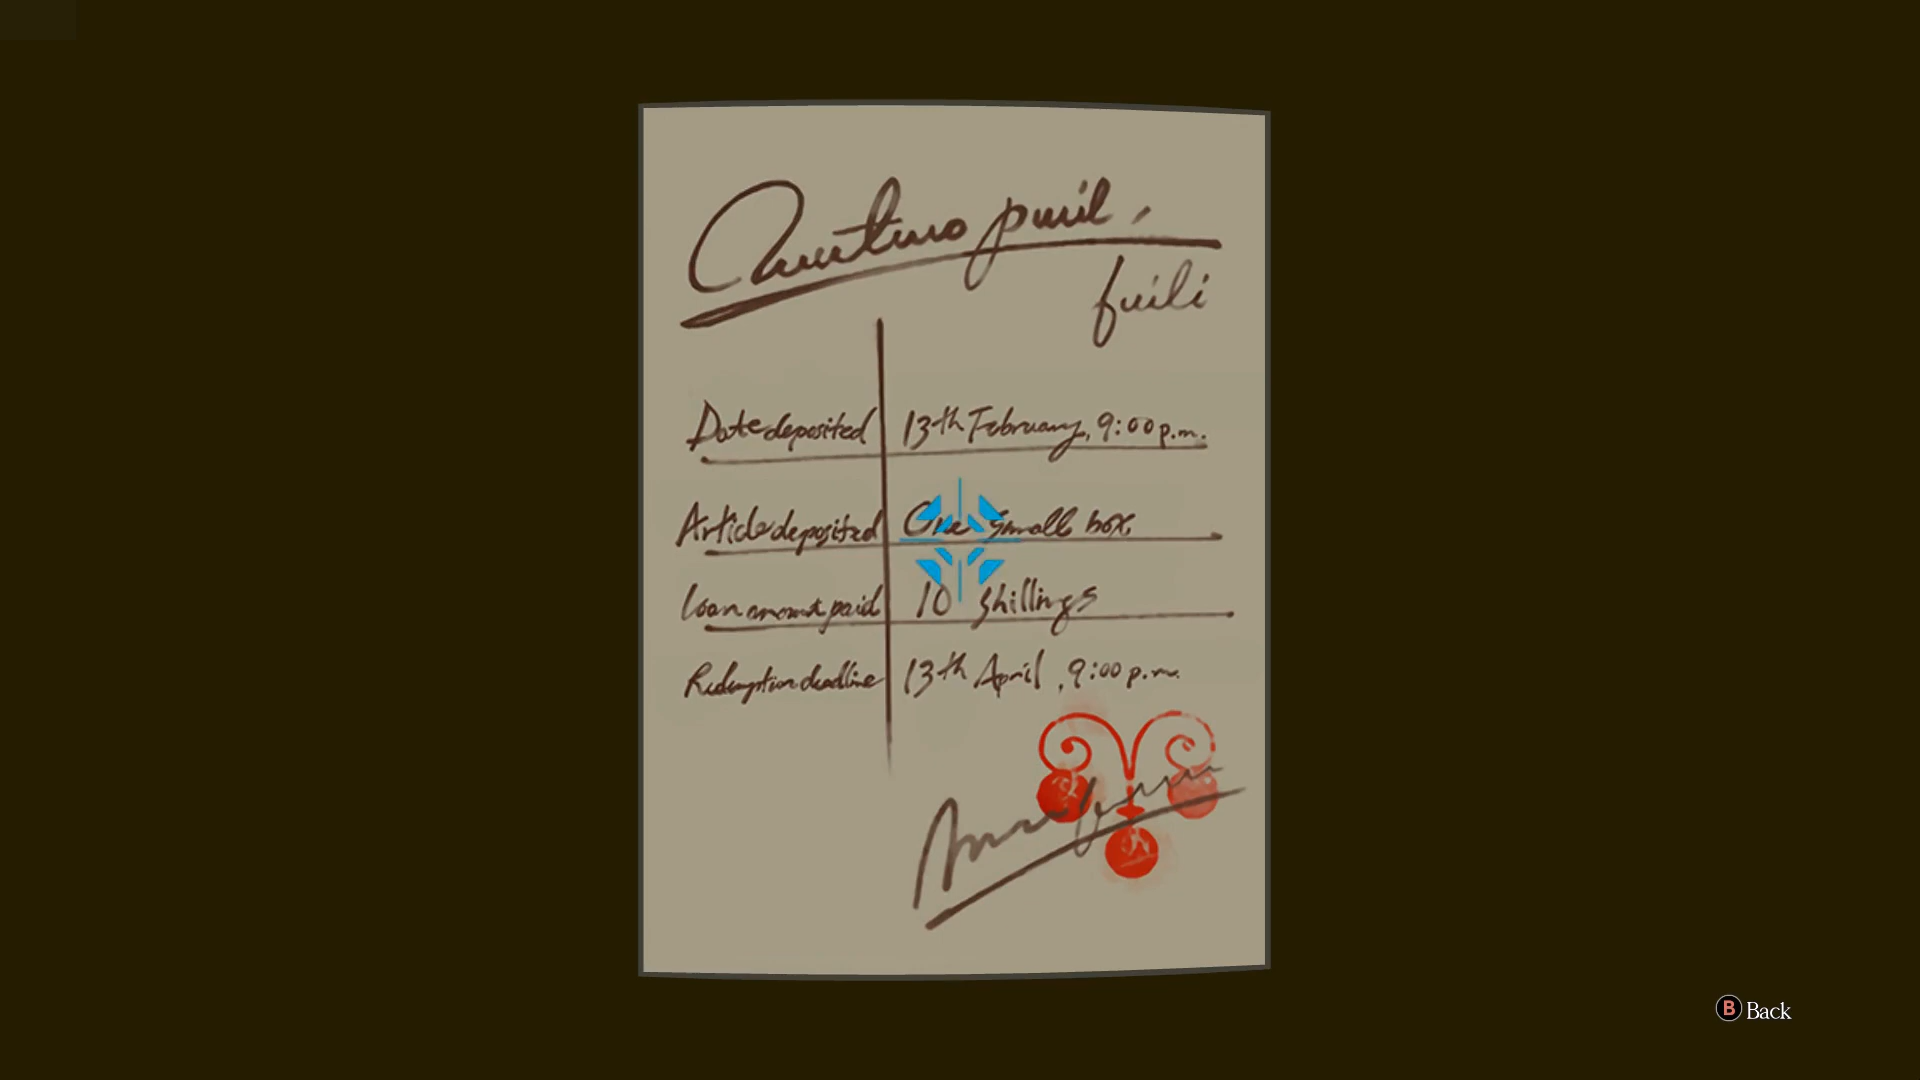 Date deposited 13th February, 9:00 p.m.
Article deposited One small box
Loan amount paid 10 shillings
Redemption deadline 13th April, 9:00 p.m.
B Back